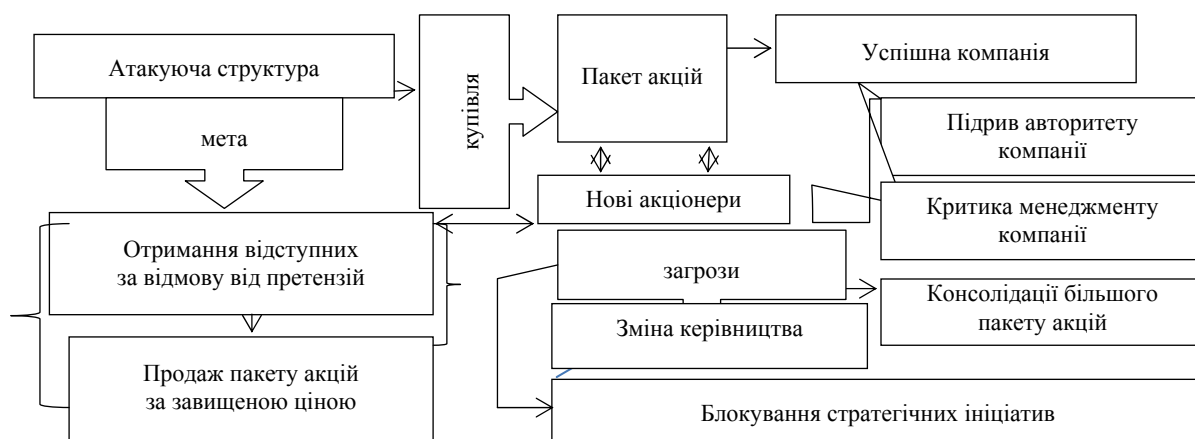 Атакуюча структура
мета
купівля
Пакет акцій
Успішна компанія
Підрив авторитету
компанії
Нові акціонери
Критика менеджменту
компанії
Отримання відступних
за відмову від претензій
загрози
Консолідації більшого
пакету акцій
Зміна керівництва
Продаж пакету акцій
за завищеною ціною
Блокування стратегічних ініціатив